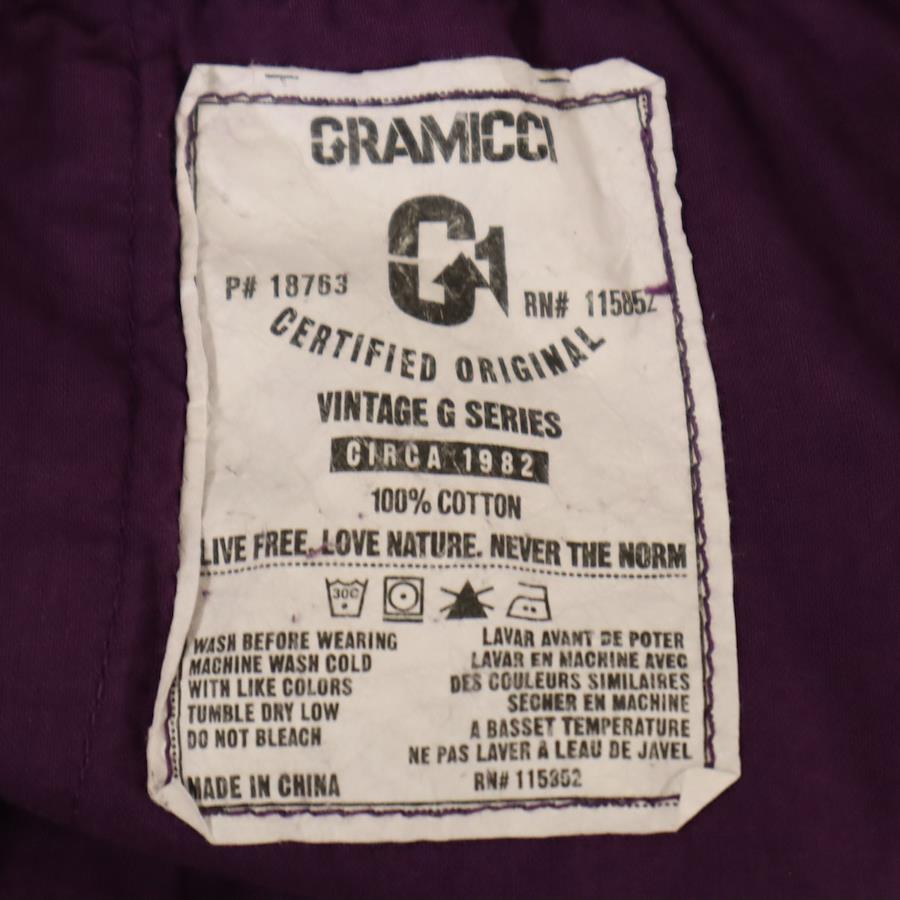 GRAMICCI
P# 18763
RN# 115852
CERTIFIED ORIGINAL
VINTAGE G SERIES
CIRCA 1982
100% COTTON
LIVE FREE. LOVE NATURE. NEVER THE NORM
30C
WASH BEFORE WEARING
MACHINE WASH COLD
WITH LIKE COLORS
TUMBLE DRY LOW
DO NOT BLEACH
MADE IN CHINA
LAVAR AVANT DE POTER
LAVAR EN MACHINE AVEC
DES COULEURS SIMILAIRES
SECHER EN MACHINE
A BASSET TEMPERATURE
NE PAS LAVER A LEAU DE JAVEL
RN# 115352